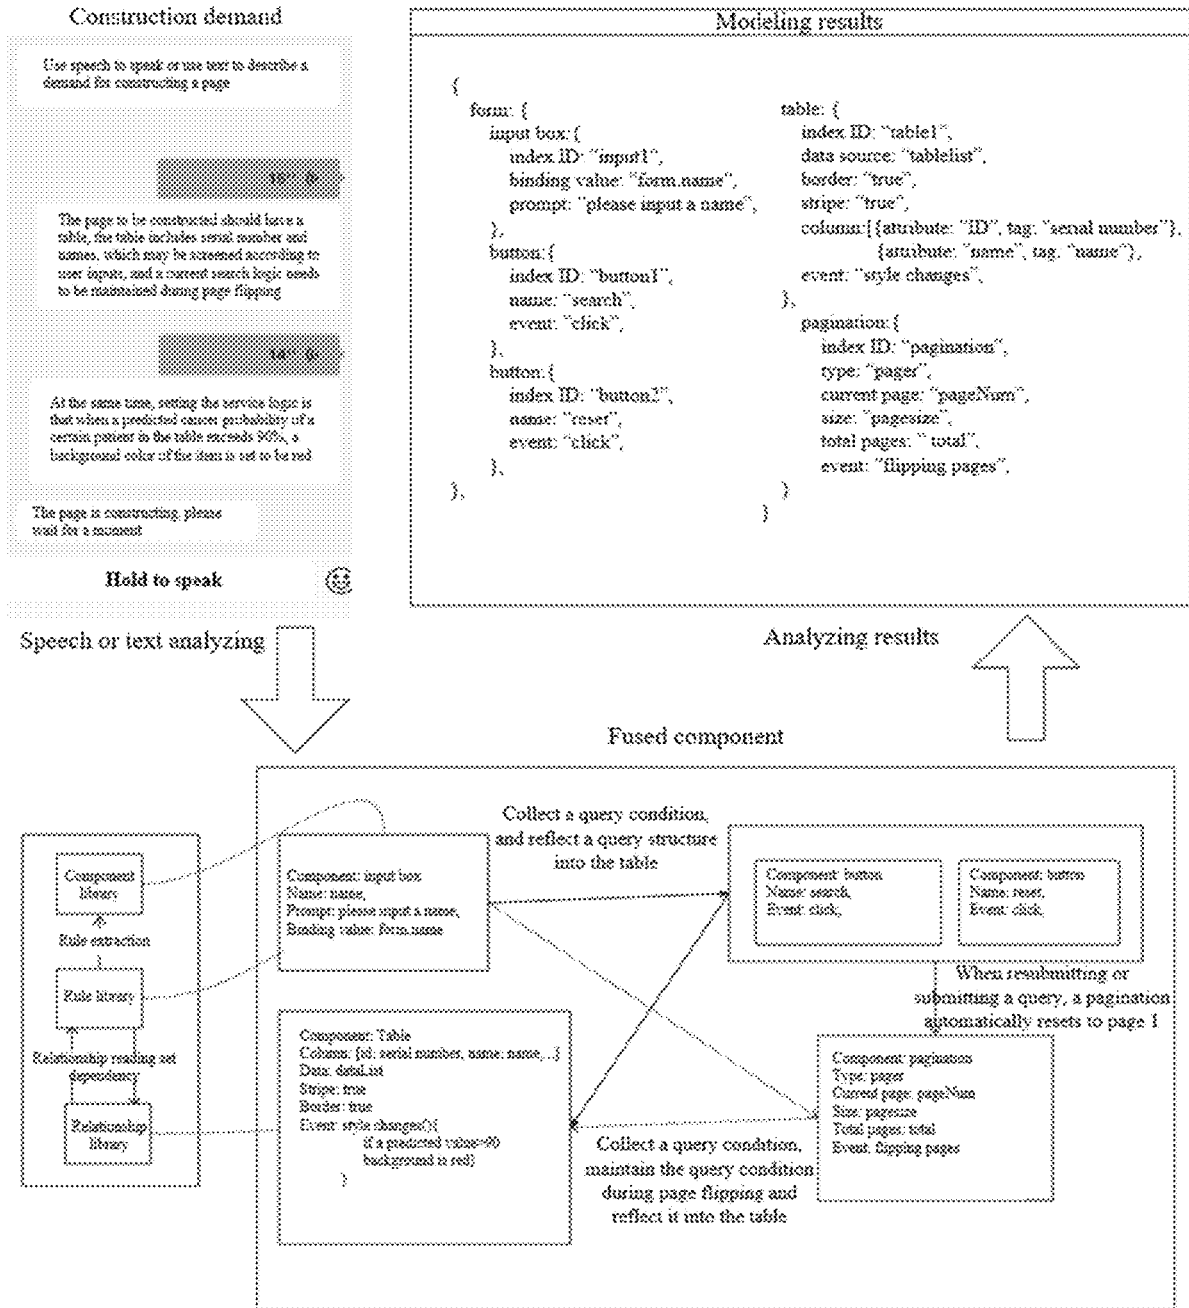 Construction demand
Use speech to speak or use text to describe a
demand for constructing a page
The page to be constructed should have a
table, the table includes serial number and
names, which may be screened according to
user inputs, and a current search logic needs
to be maintained during page flipping
At the same time, setting the service logic is
that when a predicted cancer probability of a
certain patient in the table exceeds 90%, a
background color of the item is set to be red
The page is constructing, please
wait for a moment
Hold to speak
Modeling results
{
form: {
input box:{
index ID: "input1",
binding value: "form.name",
prompt: "please input a name",
},
button:{
index ID: "button1",
name: "search",
event: "click",
},
button:{
index ID: "button2",
name: "reset",
event: "click",
},
},
table: {
index ID: "table1",
data source: "tablelist",
border: "true",
stripe: "true",
column:[{attribute: "ID", tag: "serial number"},
{attribute: "name", tag: "name"},
event: "style changes",
},
pagination:{
index ID: "pagination",
type: "pager",
current page: "pageNum",
size: "pagesize",
total pages: " total",
event: "flipping pages",
}
}
}
Speech or text analyzing
Analyzing results
Fused component
Component
library
Rule extraction
Rule library
Relationship reading set
dependency
Relationship
library
Component: input box
Name: name,
Prompt: please input a name,
Binding value: form.name
Collect a query condition,
and reflect a query structure
into the table
Component: button
Name: search,
Event: click,
Component: button
Name: reset,
Event: click,
When resubmitting or
submitting a query, a pagination
automatically resets to page 1
Component: Table
Column: [id: serial number, name: name,...]
Data: dataList
Stripe: true
Border: true
Event: style changes(){
if a predicted value>90
background is red}
}
Collect a query condition,
maintain the query condition
during page flipping and
reflect it into the table
Component: pagination
Type: pager
Current page: pageNum
Size: pagesize
Total pages: total
Event: flipping pages